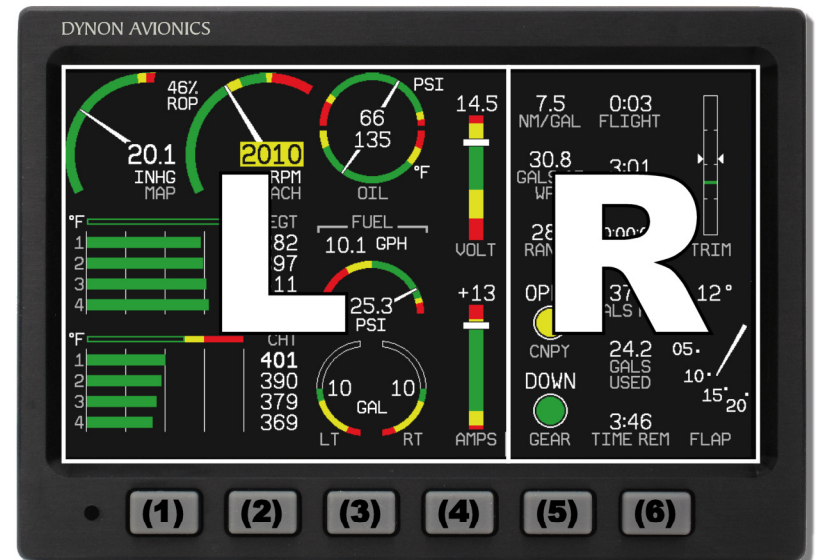 DYNON AVIONICS
46%
ROP
20.1
INHG
MAP
2010
RPM
PSI
66
135
°F
OIL
14.5
VOLT
7.5
NM/GAL
0:03
FLIGHT
30.8
GALS
3:01
TRIM
°F
EGT
1
2
3
4
FUEL
10.1 GPH
25.3
PSI
+13
AMPS
°F
CHT
1 401
2 390
3 379
4 369
10 10
GAL
LT RT
L
R
CNPY
DOWN
GEAR
24.2
GALS
USED
3:46
TIME REM
12°
05
10
15
20
FLAP
(1) (2) (3) (4) (5) (6)